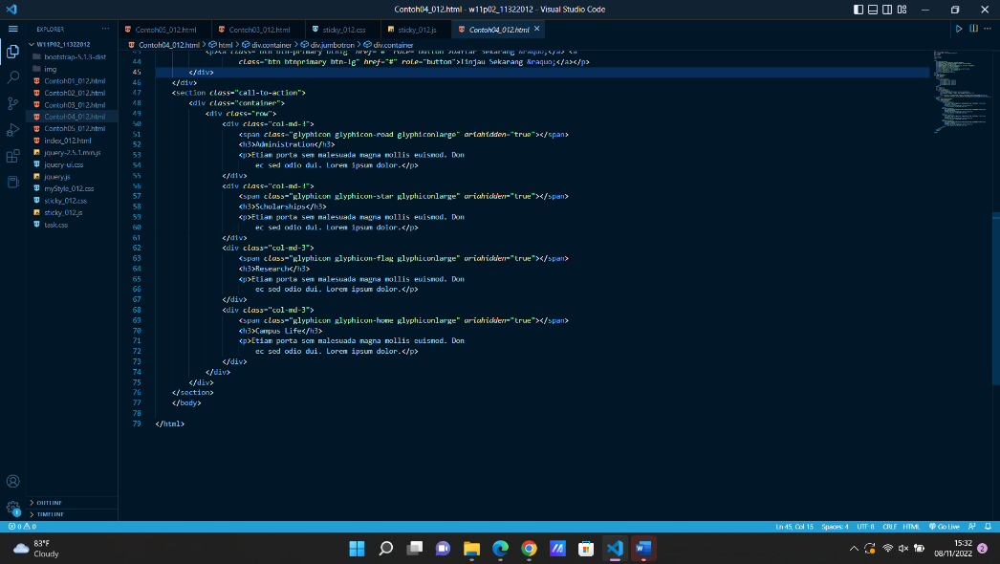 Contoh04_012.html - w11p02_11322012 - Visual Studio Code
EXPLORER
W11P02_11322012
bootstrap-5.1.3-dist
img
Contoh01_012.html
Contoh02_012.html
Contoh03_012.html
Contoh04_012.html
Contoh05_012.html
index_012.html
jquery-2.5.1.min.js
jquery-ui.css
jquery.js
myStyle_012.css
sticky_012.css
sticky_012.js
task.css
OUTLINE
TIMELINE
Contoh05_012.html
Contoh03_012.html
sticky_012.css
sticky_012.js
Contoh04_012.html
Contoh04_012.html > html > div.container > div.jumbotron > div.container
44 class="btn btnprimary btn-lg" href="#" role="button">Tinjau Sekarang &raquo;</a></p>
45 </div>
46 </div>
47 <section class="call-to-action">
48 <div class="container">
49 <div class="row">
50 <div class="col-md-3">
51 <span class="glyphicon glyphicon-road glyphiconlarge" ariahidden="true"></span>
52 <h3>Administration</h3>
53 <p>Etiam porta sem malesuada magna mollis euismod. Don
54 ec sed odio dui. Lorem ipsum dolor.</p>
55 </div>
56 <div class="col-md-3">
57 <span class="glyphicon glyphicon-star glyphiconlarge" ariahidden="true"></span>
58 <h3>Scholarships</h3>
59 <p>Etiam porta sem malesuada magna mollis euismod. Don
60 ec sed odio dui. Lorem ipsum dolor.</p>
61 </div>
62 <div class="col-md-3">
63 <span class="glyphicon glyphicon-flag glyphiconlarge" ariahidden="true"></span>
64 <h3>Research</h3>
65 <p>Etiam porta sem malesuada magna mollis euismod. Don
66 ec sed odio dui. Lorem ipsum dolor.</p>
67 </div>
68 <div class="col-md-3">
69 <span class="glyphicon glyphicon-home glyphiconlarge" ariahidden="true"></span>
70 <h3>Campus Life</h3>
71 <p>Etiam porta sem malesuada magna mollis euismod. Don
72 ec sed odio dui. Lorem ipsum dolor.</p>
73 </div>
74 </div>
75 </div>
76 </section>
77 </body>
78
79 </html>
0 0
Ln 45, Col 15 Spaces: 4 UTF-8 CRLF HTML Go Live
83°F
Cloudy
15:32
08/11/2022
2